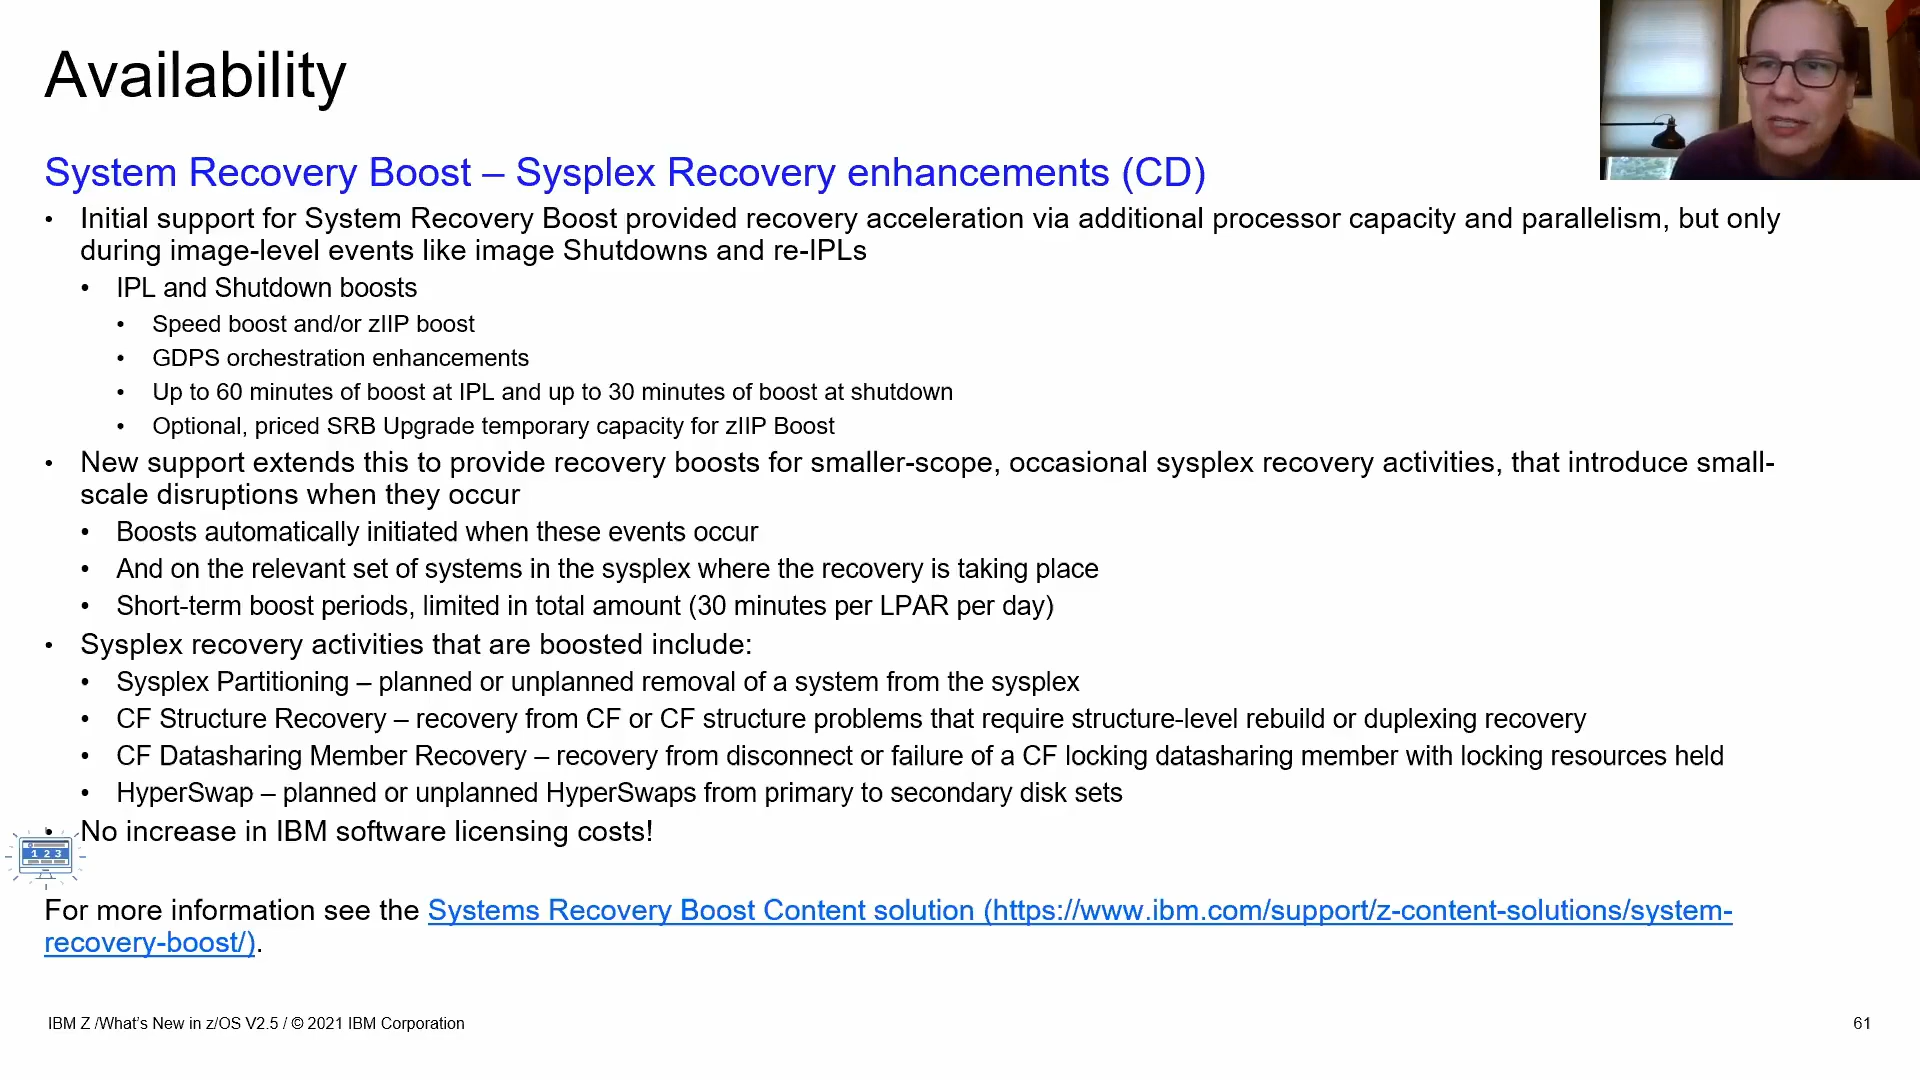 Availability
System Recovery Boost – Sysplex Recovery enhancements (CD)
• Initial support for System Recovery Boost provided recovery acceleration via additional processor capacity and parallelism, but only
during image-level events like image Shutdowns and re-IPLs
• IPL and Shutdown boosts
• Speed boost and/or zIIP boost
• GDPS orchestration enhancements
• Up to 60 minutes of boost at IPL and up to 30 minutes of boost at shutdown
• Optional, priced SRB Upgrade temporary capacity for zIIP Boost
• New support extends this to provide recovery boosts for smaller-scope, occasional sysplex recovery activities, that introduce small-
scale disruptions when they occur
• Boosts automatically initiated when these events occur
• And on the relevant set of systems in the sysplex where the recovery is taking place
• Short-term boost periods, limited in total amount (30 minutes per LPAR per day)
• Sysplex recovery activities that are boosted include:
• Sysplex Partitioning – planned or unplanned removal of a system from the sysplex
• CF Structure Recovery – recovery from CF or CF structure problems that require structure-level rebuild or duplexing recovery
• CF Datasharing Member Recovery – recovery from disconnect or failure of a CF locking datasharing member with locking resources held
• HyperSwap – planned or unplanned HyperSwaps from primary to secondary disk sets
• No increase in IBM software licensing costs!
1 2 3
For more information see the Systems Recovery Boost Content solution (https://www.ibm.com/support/z-content-solutions/system-
recovery-boost/).
IBM Z /What's New in z/OS V2.5 / © 2021 IBM Corporation
61